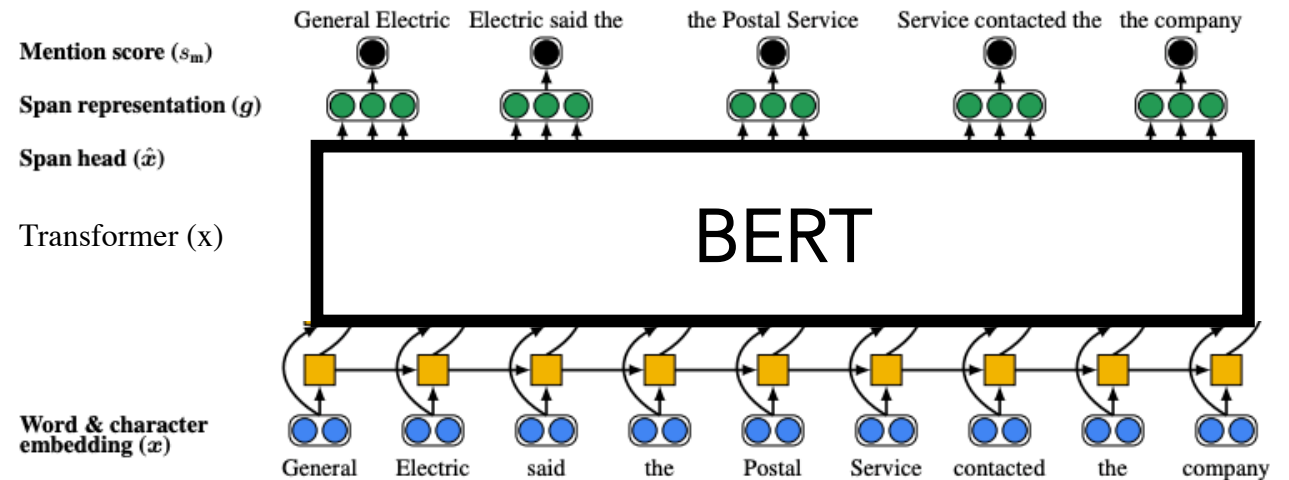 General Electric Electric said the the Postal Service Service contacted the the company
Mention score (sₘ)
Span representation (g)
Span head (x̂)
Transformer (x)
BERT
Word & character
embedding (x)
General Electric said the Postal Service contacted the company